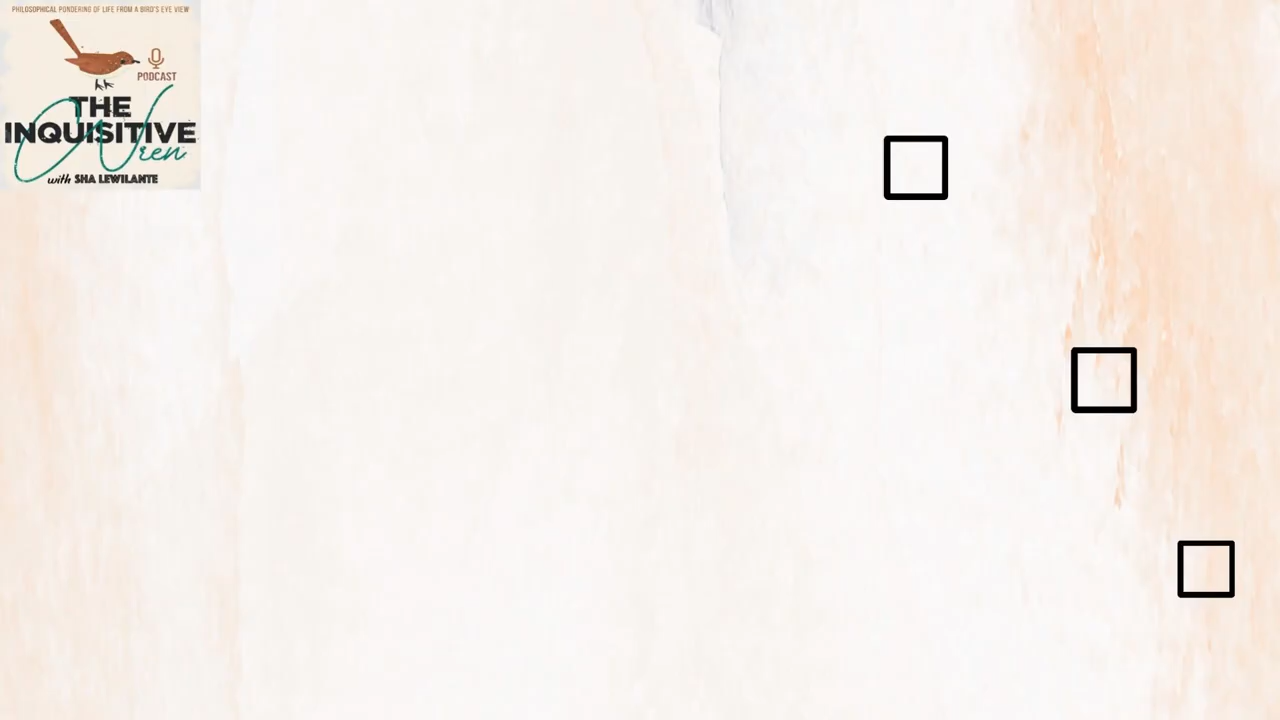 PHILOSOPHICAL PONDERING OF LIFE FROM A BIRD'S EYE VIEW
PODCAST
THE
INQUISITIVE
Wren
with SHA LEWILANTE